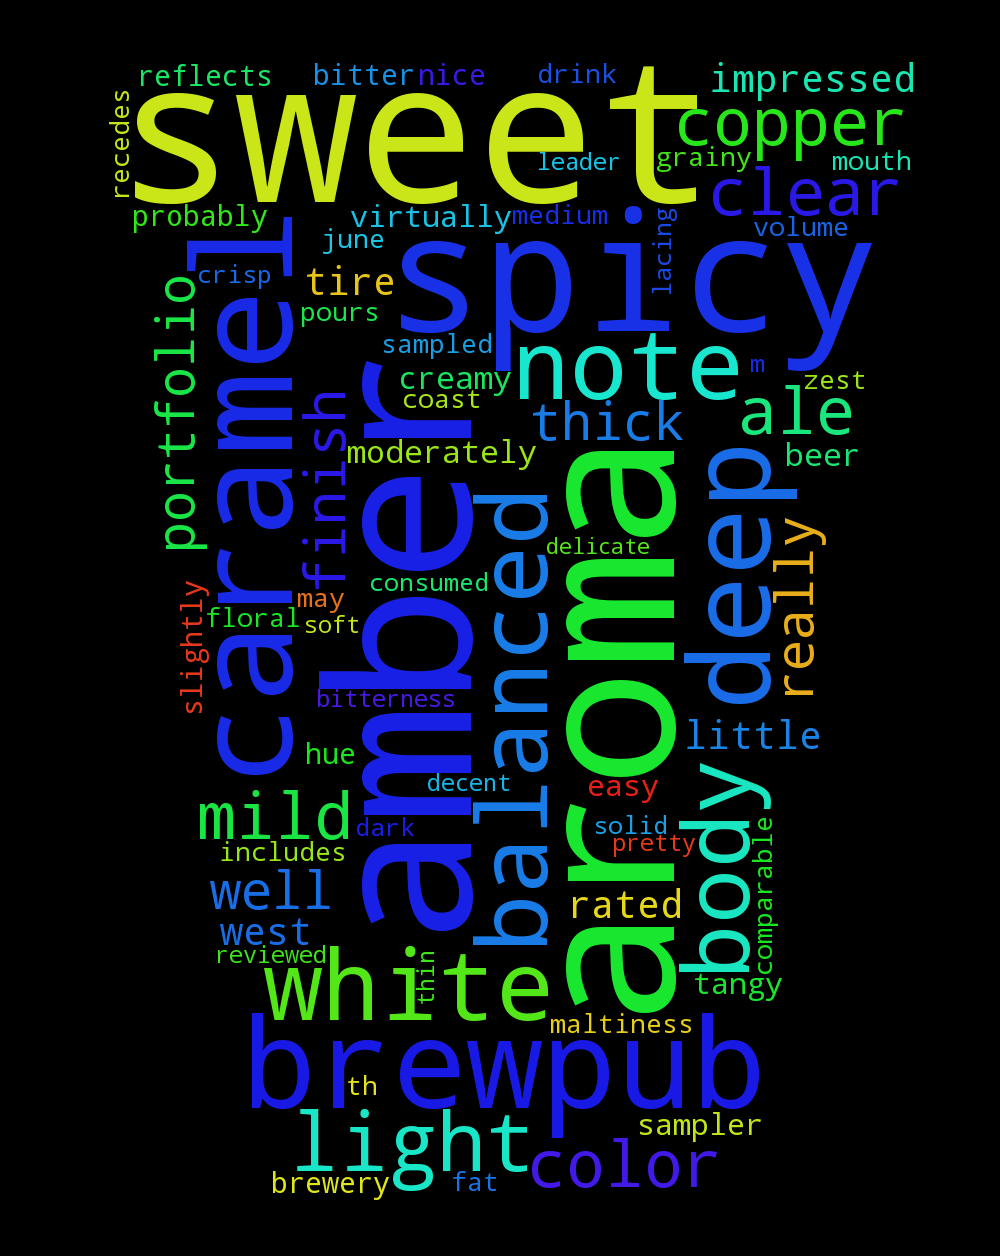 reflects
bitter
nice
drink
impressed
sweet
copper
recedes
leader
grainy
mouth
clear
probably
virtually
medium
volume
june
lacing
spicy
caramel
crisp
tire
portfolio
pours
sampled
note
m
creamy
zest
coast
thick
ale
finish
amber
moderately
beer
aroma
deep
balanced
really
delicate
consumed
slightly
may
floral
soft
bitterness
little
hue
decent
easy
body
mild
dark
solid
pretty
comparable
includes
well
rated
west
reviewed
white
thin
tangy
maltiness
brewpub
th
light
sampler
color
brewery
fat